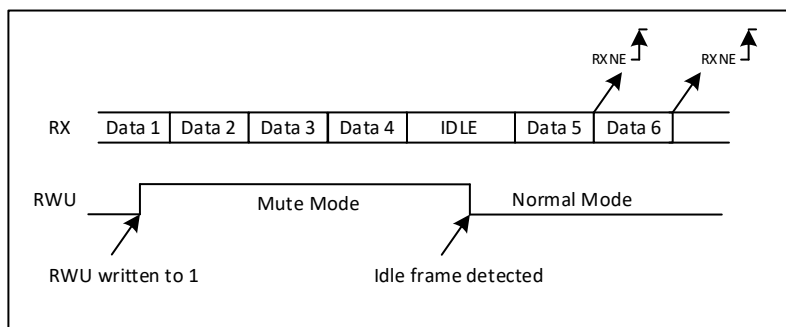 RXNE RXNE
RX Data 1 Data 2 Data 3 Data 4 IDLE Data 5 Data 6
RWU Mute Mode Normal Mode
RWU written to 1 Idle frame detected